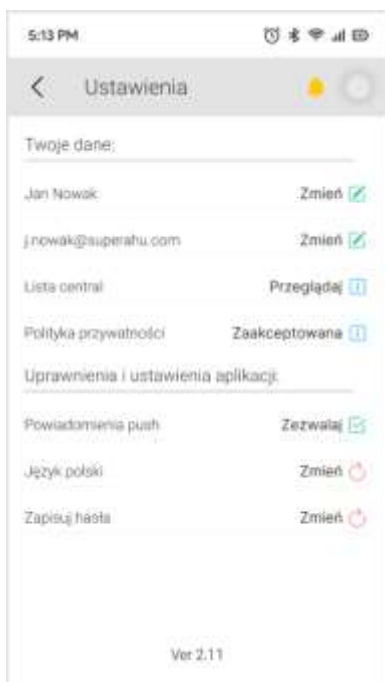 5:13 PM
Ustawienia
Twoje dane:
Jan Nowak Zmień
j.nowak@superahu.com Zmień
Lista central Przeglądaj
Polityka prywatności Zaakceptowana
Uprawnienia i ustawienia aplikacji:
Powiadomienia push Zezwalaj
Język polski Zmień
Zapisuj hasła Zmień
Ver 2.11